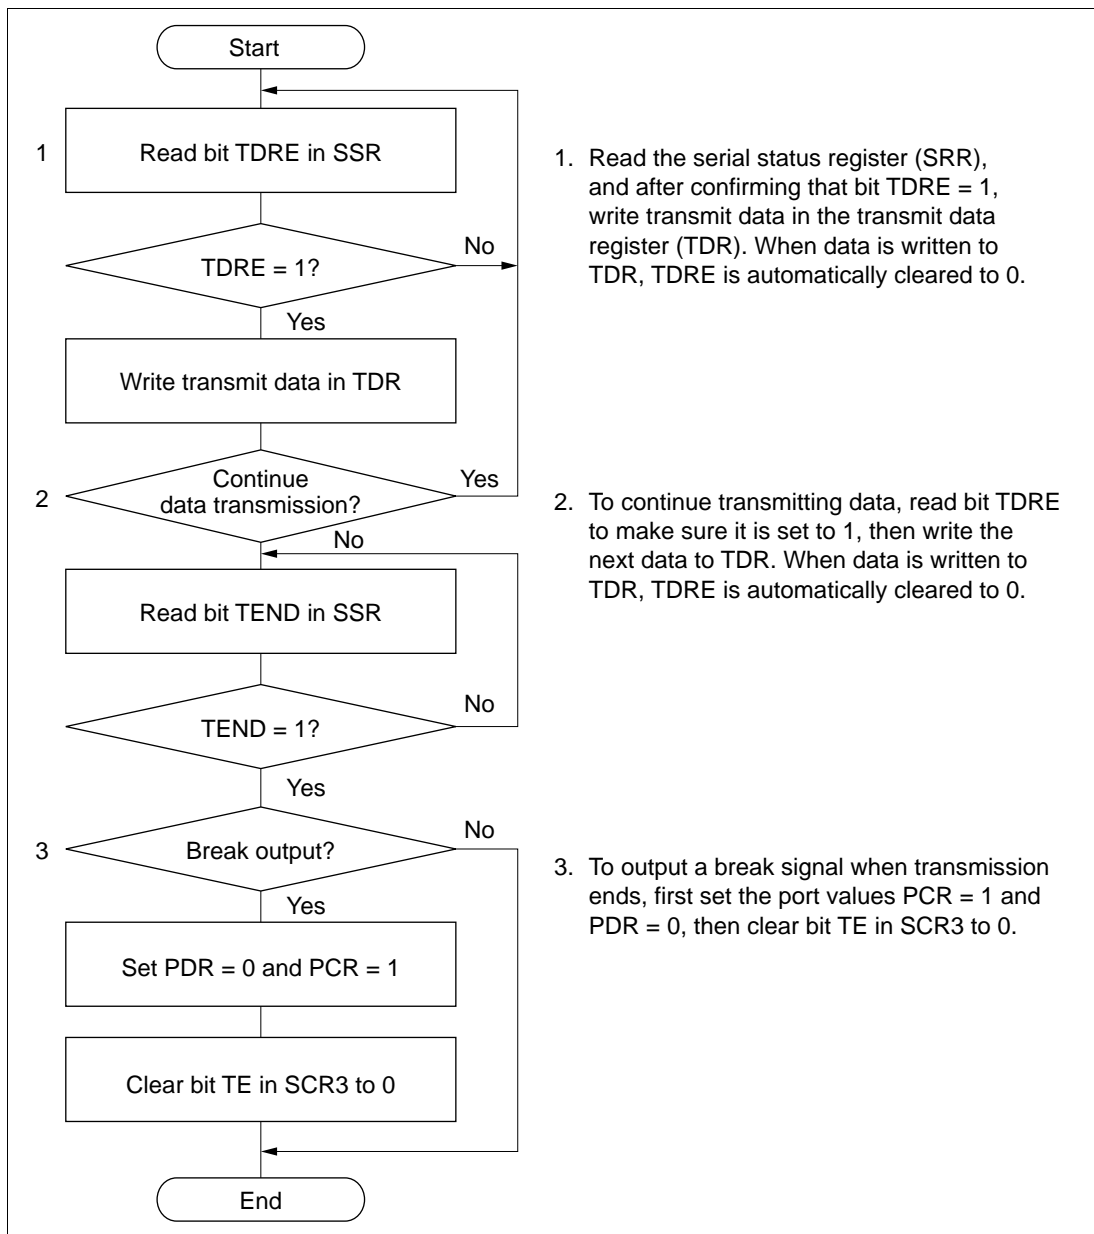 Start
1
Read bit TDRE in SSR
TDRE = 1?
No
Yes
Write transmit data in TDR
2
Continue
data transmission?
Yes
No
Read bit TEND in SSR
TEND = 1?
No
Yes
3
Break output?
No
Yes
Set PDR = 0 and PCR = 1
Clear bit TE in SCR3 to 0
End
1. Read the serial status register (SRR),
and after confirming that bit TDRE = 1,
write transmit data in the transmit data
register (TDR). When data is written to
TDR, TDRE is automatically cleared to 0.
2. To continue transmitting data, read bit TDRE
to make sure it is set to 1, then write the
next data to TDR. When data is written to
TDR, TDRE is automatically cleared to 0.
3. To output a break signal when transmission
ends, first set the port values PCR = 1 and
PDR = 0, then clear bit TE in SCR3 to 0.